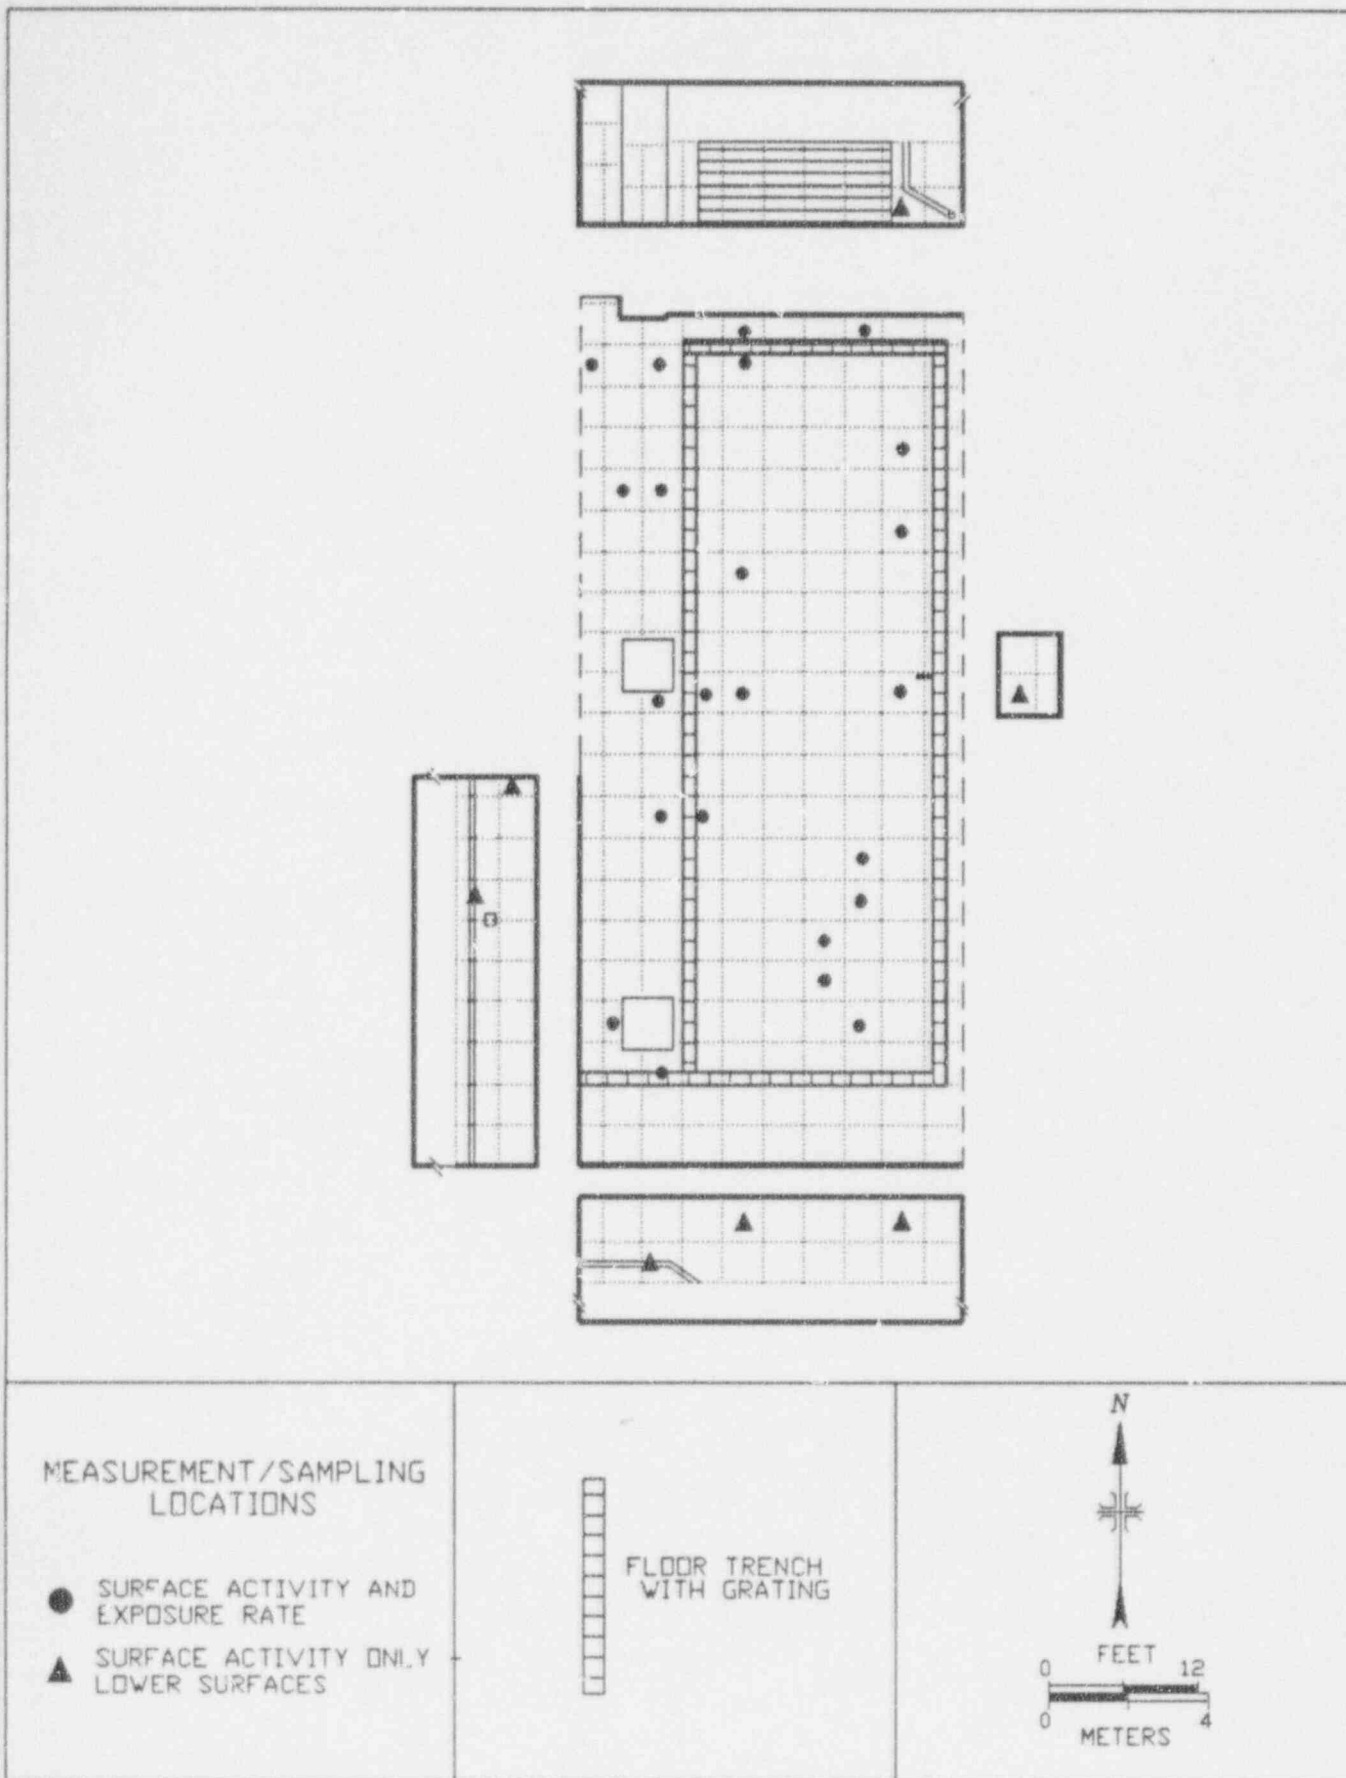 MEASUREMENT/SAMPLING
LOCATIONS
SURFACE ACTIVITY AND
EXPOSURE RATE
SURFACE ACTIVITY ONLY
LOWER SURFACES
FLOOR TRENCH
WITH GRATING
N
FEET
0 12
0 4
METERS